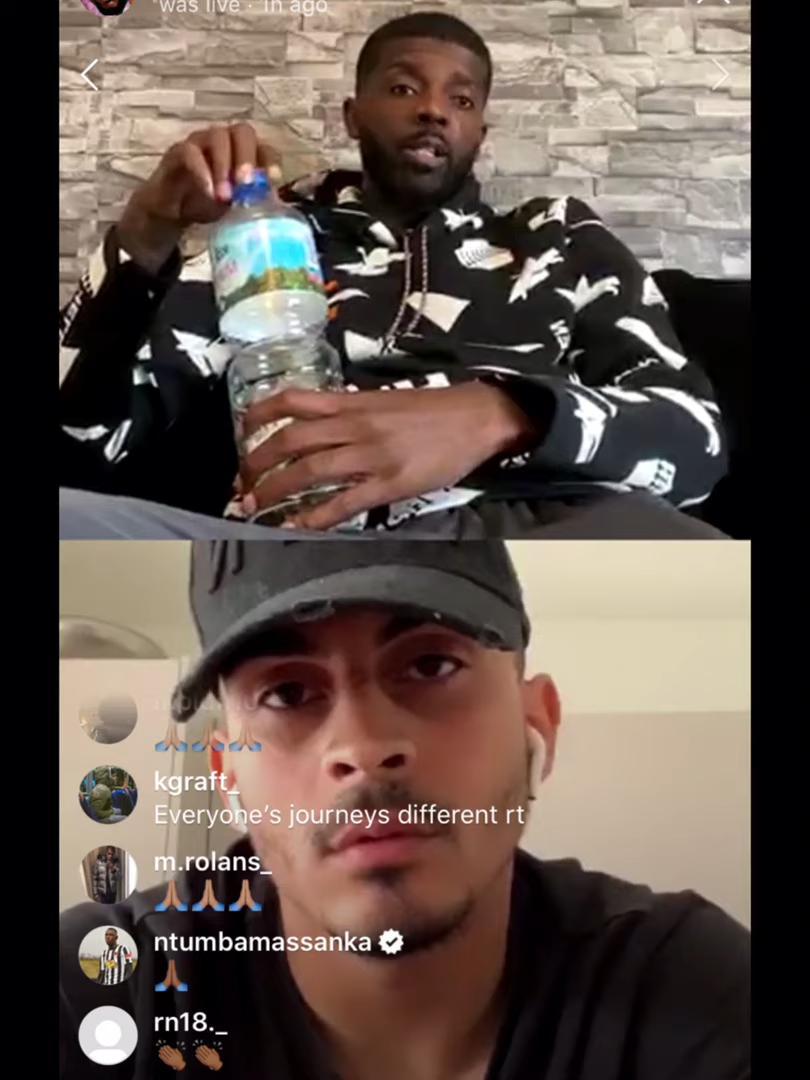 was live · 1h ago
kgraft_
Everyone's journeys different rt
m.rolans_
ntumbamassanka
rn18._